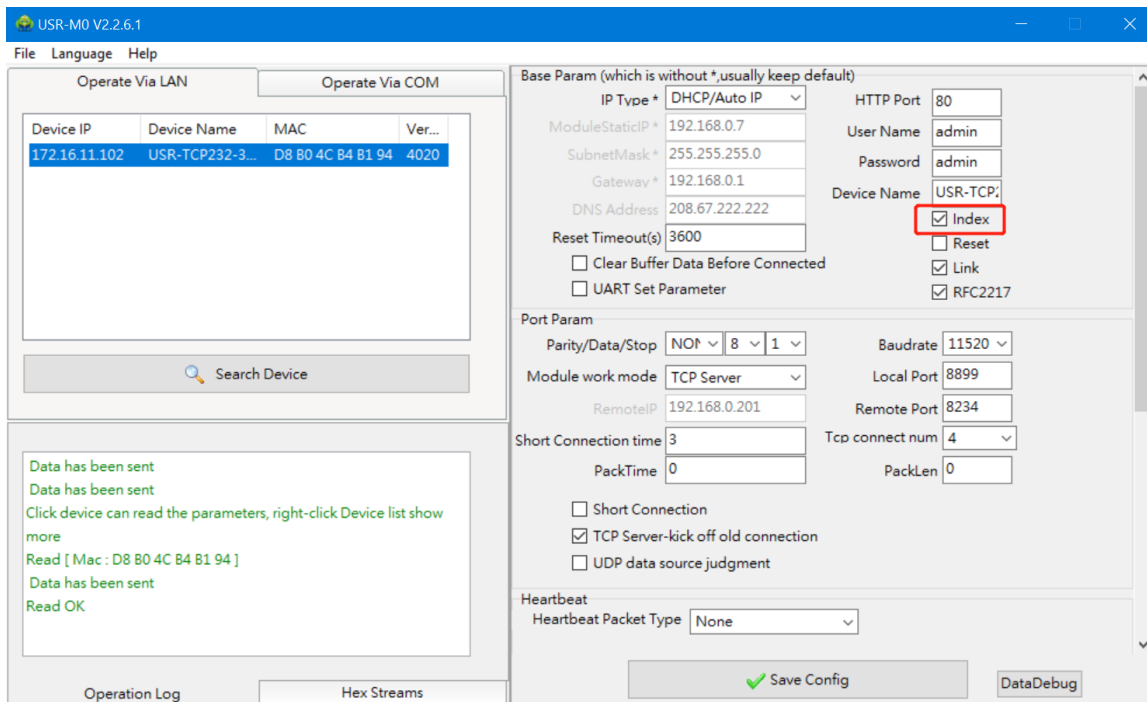 USR-M0 V2.2.6.1
File Language Help
Operate Via LAN
Operate Via COM
Device IP Device Name MAC Ver...
172.16.11.102 USR-TCP232-3... D8 B0 4C B4 B1 94 4020
Search Device
Data has been sent
Data has been sent
Click device can read the parameters, right-click Device list show
more
Read [ Mac : D8 B0 4C B4 B1 94 ]
Data has been sent
Read OK
Operation Log
Hex Streams
Base Param (which is without *,usually keep default)
IP Type * DHCP/Auto IP HTTP Port 80
ModuleStaticIP * 192.168.0.7 User Name admin
SubnetMask * 255.255.255.0 Password admin
Gateway * 192.168.0.1 Device Name USR-TCP2
DNS Address 208.67.222.222 Index
Reset Timeout(s) 3600 Reset
Clear Buffer Data Before Connected Link
UART Set Parameter RFC2217
Port Param
Parity/Data/Stop NON 8 1 Baudrate 11520
Module work mode TCP Server Local Port 8899
RemoteIP 192.168.0.201 Remote Port 8234
Short Connection time 3 Tcp connect num 4
PackTime 0 PackLen 0
Short Connection
TCP Server-kick off old connection
UDP data source judgment
Heartbeat
Heartbeat Packet Type None
Save Config
DataDebug